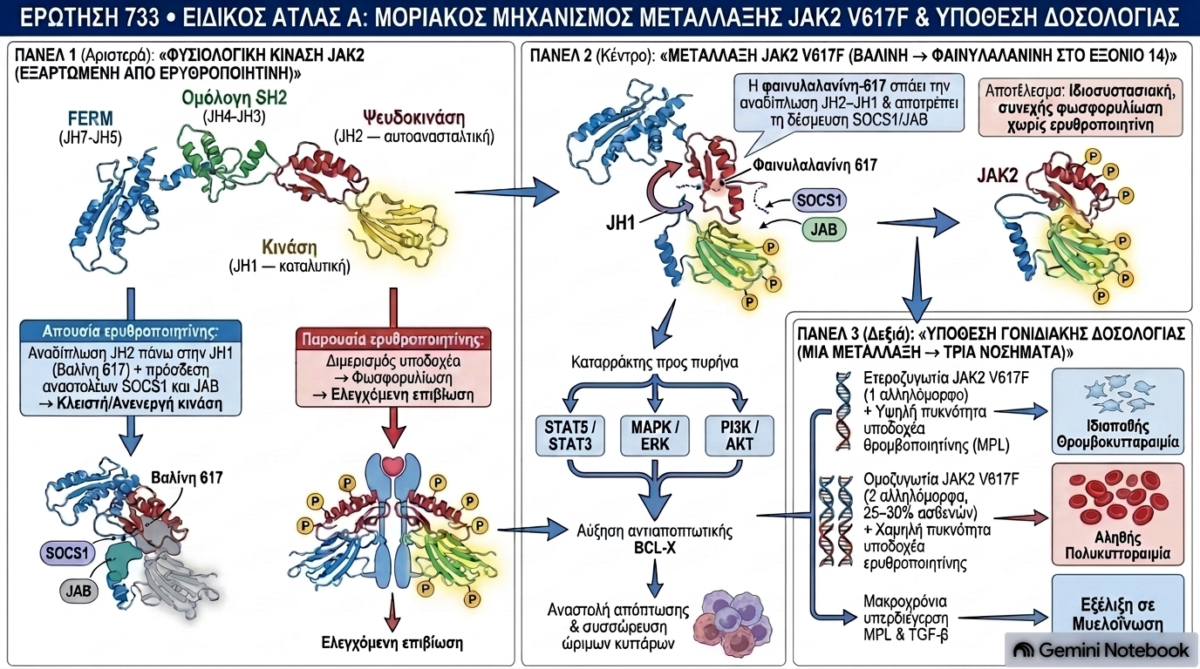 ΕΡΩΤΗΣΗ 733 • ΕΙΔΙΚΟΣ ΑΤΛΑΣ Α: ΜΟΡΙΑΚΟΣ ΜΗΧΑΝΙΣΜΟΣ ΜΕΤΑΛΛΑΞΗΣ JAK2 V617F & ΥΠΟΘΕΣΗ ΔΟΣΟΛΟΓΙΑΣ
ΠΑΝΕΛ 1 (Αριστερά): «ΦΥΣΙΟΛΟΓΙΚΗ ΚΙΝΑΣΗ JAK2
(ΕΞΑΡΤΩΜΕΝΗ ΑΠΟ ΕΡΥΘΡΟΠΟΙΗΤΙΝΗ)»
FERM
(JH7-JH5)
Ομόλογη SH2
(JH4–JH3)
Ψευδοκινάση
(JH2 — αυτοανασταλτική)
Κινάση
(JH1 — καταλυτική)
Απουσία ερυθροποιητίνης:
Αναδίπλωση JH2 πάνω στην JH1
(Βαλίνη 617) + πρόσδεση
αναστολέων SOCS1 και JAB
→ Κλειστή/Ανενεργή κινάση
Παρουσία ερυθροποιητίνης:
Διμερισμός υποδοχέα
→ Φωσφορυλίωση
→ Ελεγχόμενη επιβίωση
Βαλίνη 617
SOCS1
JAB
P
P
P
P
P
P
P
P
Ελεγχόμενη επιβίωση
ΠΑΝΕΛ 2 (Κέντρο): «ΜΕΤΑΛΛΑΞΗ JAK2 V617F (ΒΑΛΙΝΗ → ΦΑΙΝΥΛΑΛΑΝΙΝΗ ΣΤΟ ΕΞΟΝΙΟ 14)»
Η φαινυλαλανίνη-617 σπάει την
αναδίπλωση JH2–JH1 & αποτρέπει
τη δέσμευση SOCS1/JAB
Αποτέλεσμα: Ιδιοσυστασιακή,
συνεχής φωσφορυλίωση
χωρίς ερυθροποιητίνη
Φαινυλαλανίνη 617
SOCS1
JAB
JH1
P
P
P
JAK2
P
P
P
P
P
P
Καταρράκτης προς πυρήνα
STAT5 /
STAT3
MAPK /
ERK
PI3K /
AKT
Αύξηση αντιαποπτωτικής
BCL-X
Αναστολή απόπτωσης
& συσσώρευση
ώριμων κυττάρων
ΠΑΝΕΛ 3 (Δεξιά): «ΥΠΟΘΕΣΗ ΓΟΝΙΔΙΑΚΗΣ ΔΟΣΟΛΟΓΙΑΣ
(ΜΙΑ ΜΕΤΑΛΛΑΞΗ → ΤΡΙΑ ΝΟΣΗΜΑΤΑ)»
Ετεροζυγωτία JAK2 V617F
(1 αλληλόμορφο)
+ Υψηλή πυκνότητα
υποδοχέα
θρομβοποιητίνης (MPL)
Ιδιοπαθής
Θρομβοκυτταραιμία
Ομοζυγωτία JAK2 V617F
(2 αλληλόμορφα,
25–30% ασθενών)
+ Χαμηλή πυκνότητα
υποδοχέα
ερυθροποιητίνης
Αληθής
Πολυκυτταραιμία
Μακροχρόνια
υπερδιέγερση
MPL & TGF-β
Εξέλιξη σε
Μυελοΐνωση
Gemini Notebook